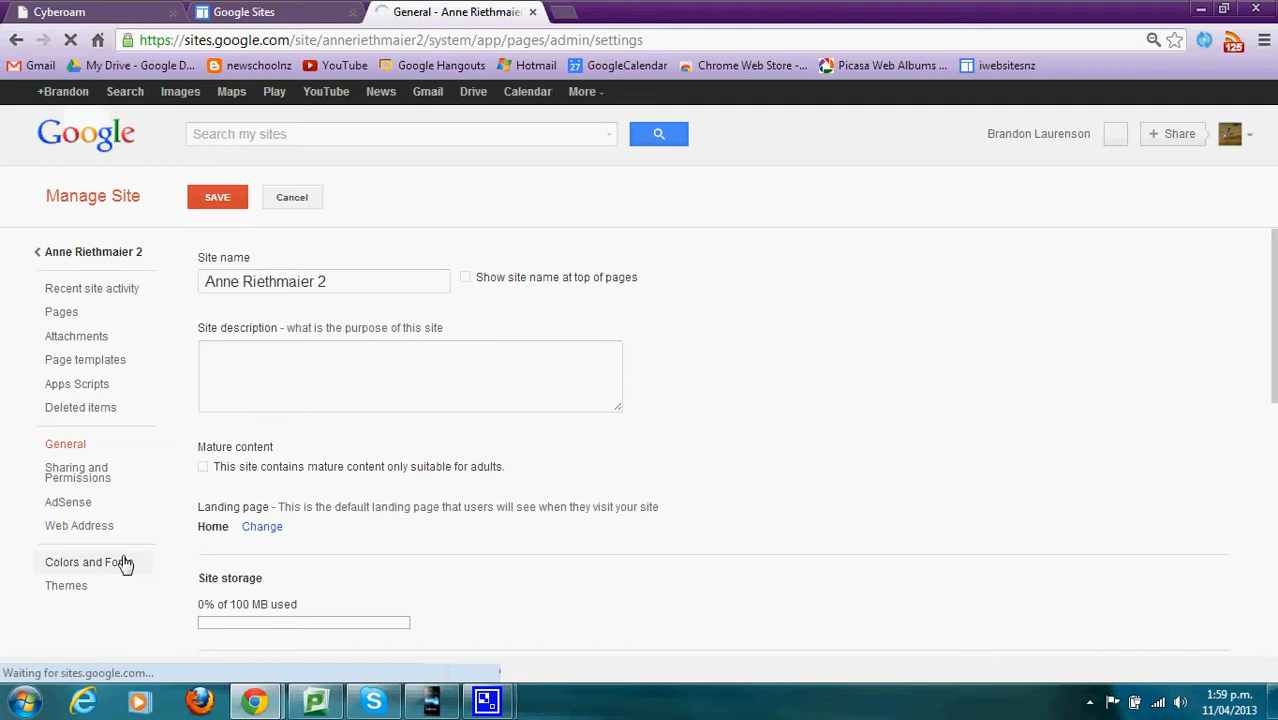 Cyberoam
Google Sites
General - Anne Riethmaie
https://sites.google.com/site/anneriethmaier2/system/app/pages/admin/settings
Gmail
My Drive - Google D...
newschoolnz
YouTube
Google Hangouts
Hotmail
27 GoogleCalendar
Chrome Web Store -...
Picasa Web Albums ...
iwebsitesnz
125
+Brandon Search Images Maps Play YouTube News Gmail Drive Calendar More
Google
Search my sites
Brandon Laurenson
+ Share
Manage Site
SAVE
Cancel
Anne Riethmaier 2
Recent site activity
Pages
Attachments
Page templates
Apps Scripts
Deleted items
General
Sharing and
Permissions
AdSense
Web Address
Colors and
Themes
Site name
Anne Riethmaier 2
Show site name at top of pages
Site description - what is the purpose of this site
Mature content
This site contains mature content only suitable for adults.
Landing page - This is the default landing page that users will see when they visit your site
Home Change
Site storage
0% of 100 MB used
Waiting for sites.google.com...
1:59 p.m.
11/04/2013